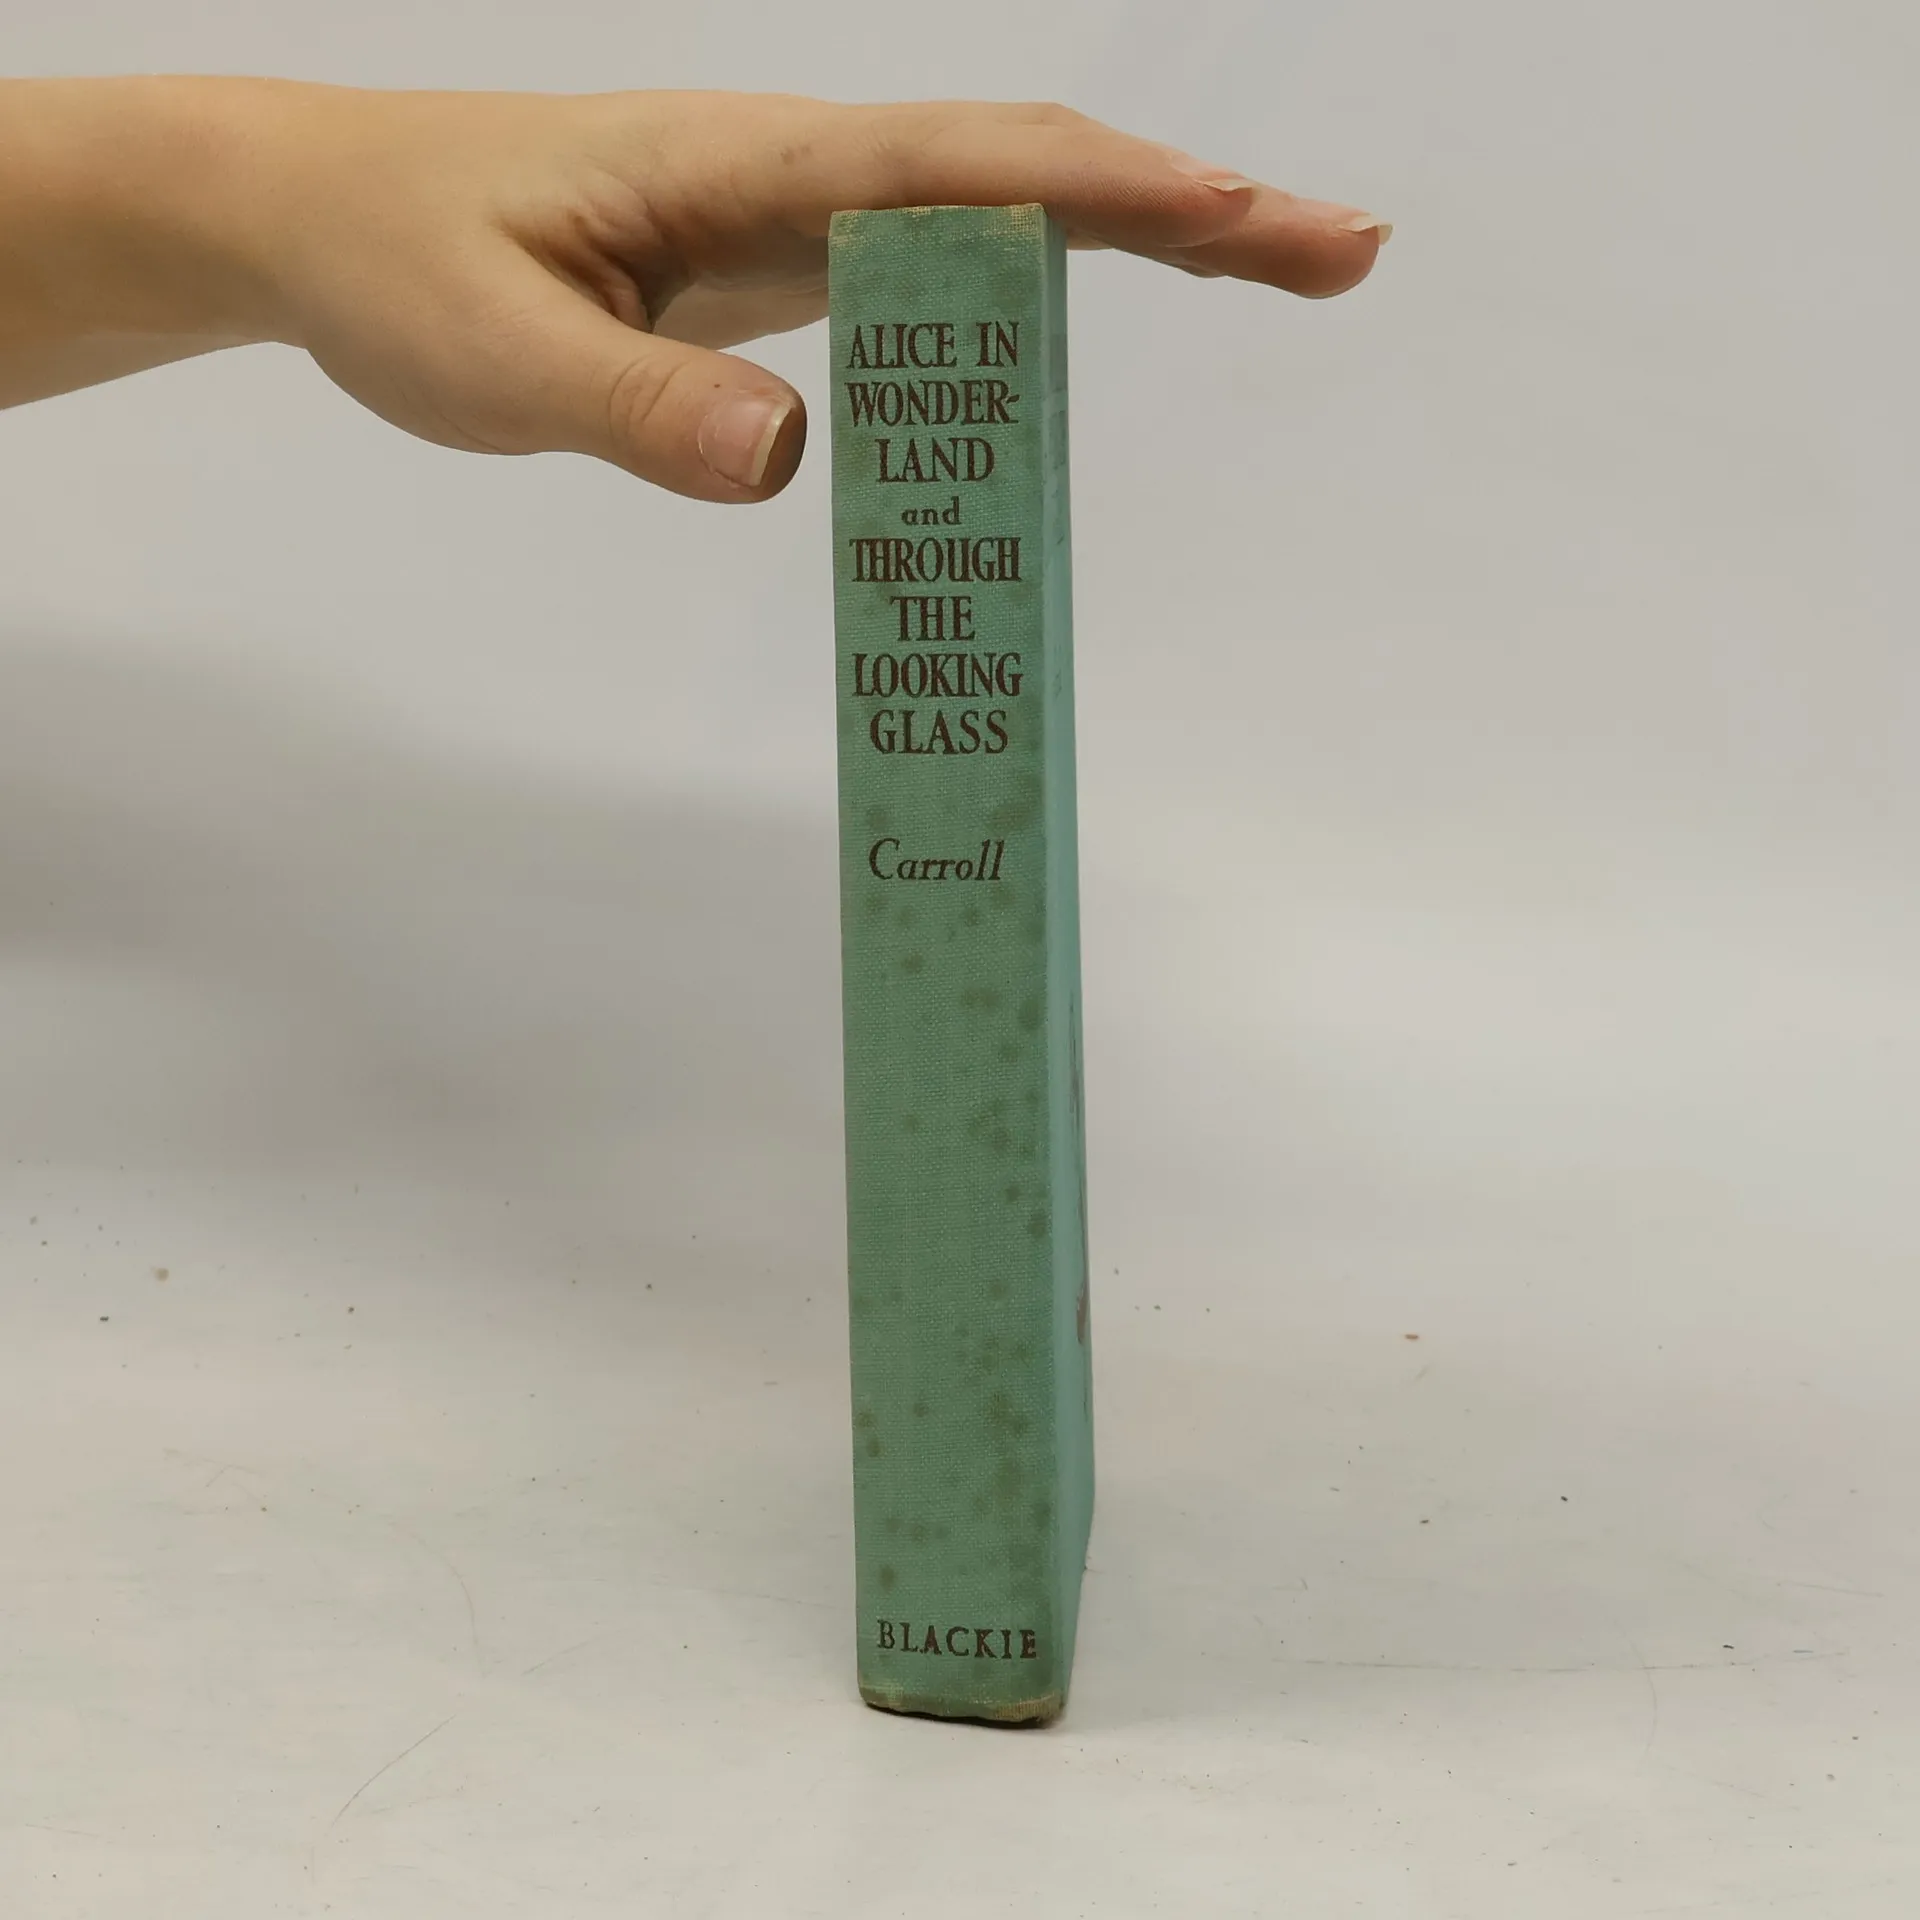 ALICE IN
WONDER-
LAND
and
THROUGH
THE
LOOKING
GLASS
Carroll
BLACKIE